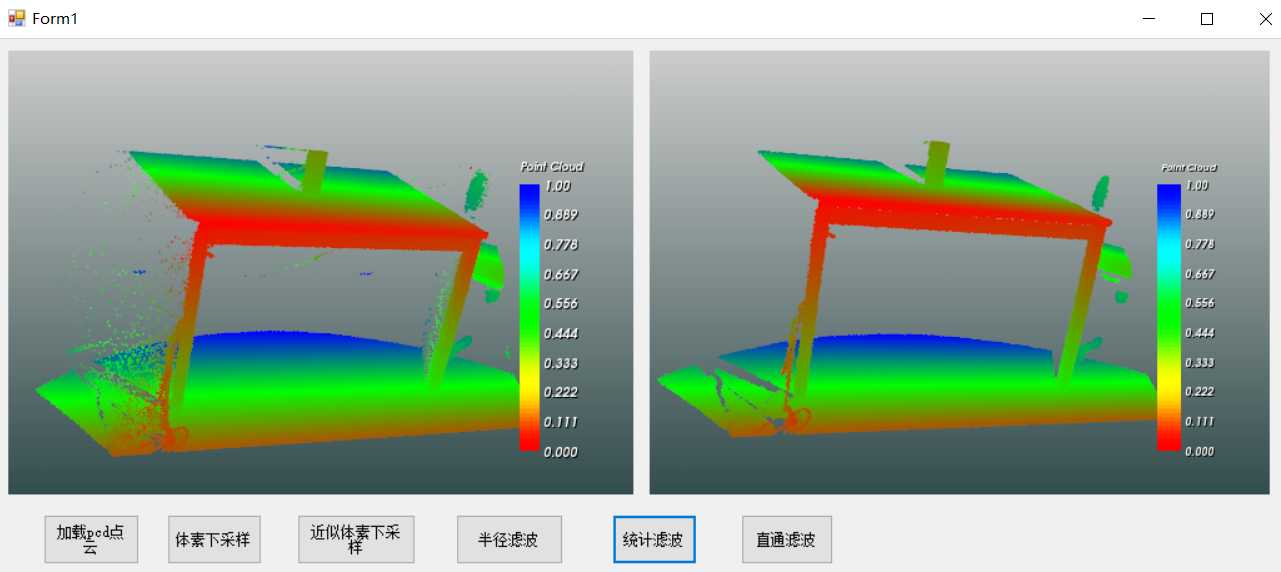 Form1
Point Cloud
1.00
0.889
0.778
0.667
0.556
0.444
0.333
0.222
0.111
0.000
Point Cloud
1.00
0.889
0.778
0.667
0.556
0.444
0.333
0.222
0.111
0.000
加载pcd点
云
体素下采样
近似体素下采
样
半径滤波
统计滤波
直通滤波